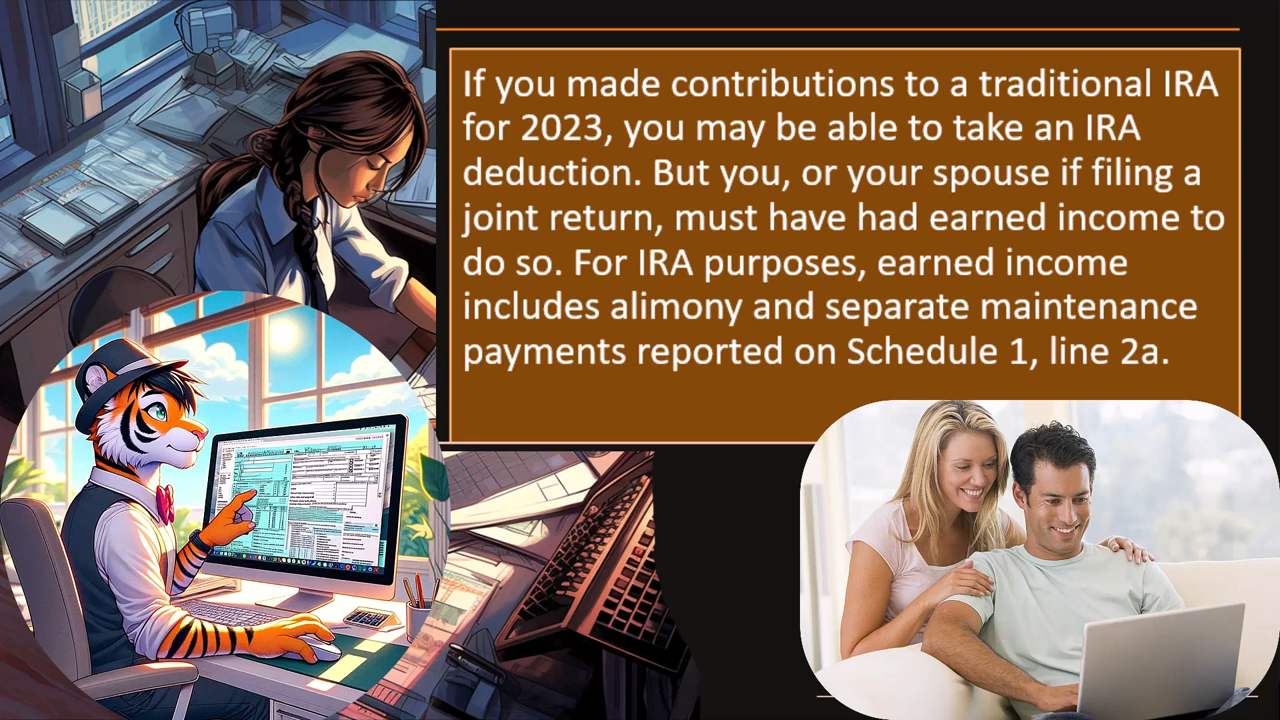 If you made contributions to a traditional IRA
for 2023, you may be able to take an IRA
deduction. But you, or your spouse if filing a
joint return, must have had earned income to
do so. For IRA purposes, earned income
includes alimony and separate maintenance
payments reported on Schedule 1, line 2a.